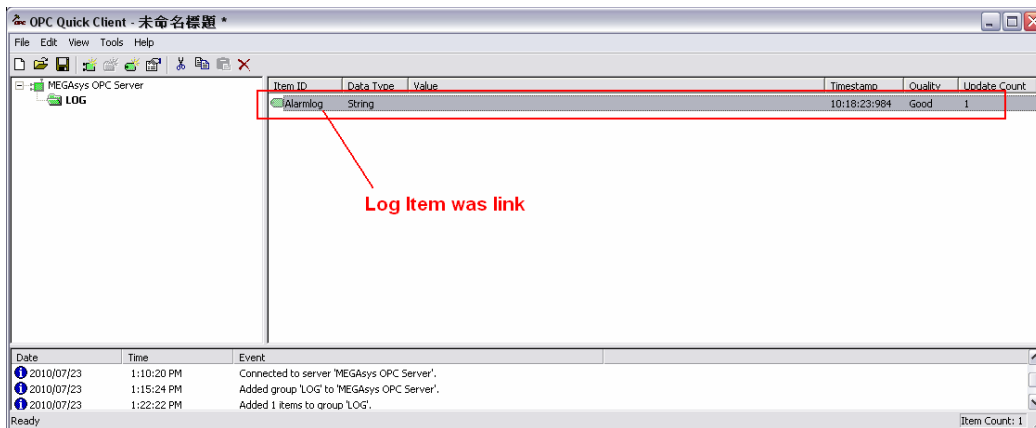 OPC Quick Client - 未命名標題 *
File Edit View Tools Help
MEGAsys OPC Server
LOG
Item ID Data Type Value Timestamp Quality Update Count
Alarmlog String 10:18:23:984 Good 1
Log Item was link
Date Time Event
2010/07/23 1:10:20 PM Connected to server 'MEGAsys OPC Server'.
2010/07/23 1:15:24 PM Added group 'LOG' to 'MEGAsys OPC Server'.
2010/07/23 1:22:22 PM Added 1 items to group 'LOG'.
Ready Item Count: 1